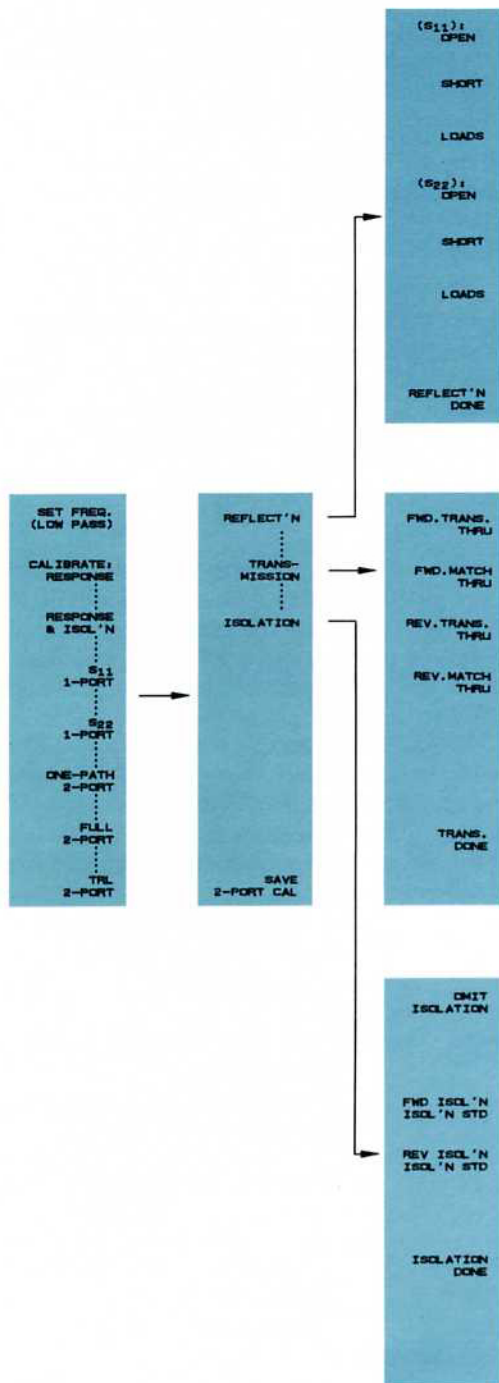 SET FREQ.
(LOW PASS)
CALIBRATE:
RESPONSE
RESPONSE
& ISOL'N
S11
1-PORT
S22
1-PORT
ONE-PATH
2-PORT
FULL
2-PORT
TRL
2-PORT
REFLECT'N
TRANS-
MISSION
ISOLATION
SAVE
2-PORT CAL
(S11):
OPEN
SHORT
LOADS
(S22):
OPEN
SHORT
LOADS
REFLECT'N
DONE
FWD.TRANS.
THRU
FWD.MATCH
THRU
REV.TRANS.
THRU
REV.MATCH
THRU
TRANS.
DONE
OMIT
ISOLATION
FWD ISOL'N
ISOL'N STD
REV ISOL'N
ISOL'N STD
ISOLATION
DONE